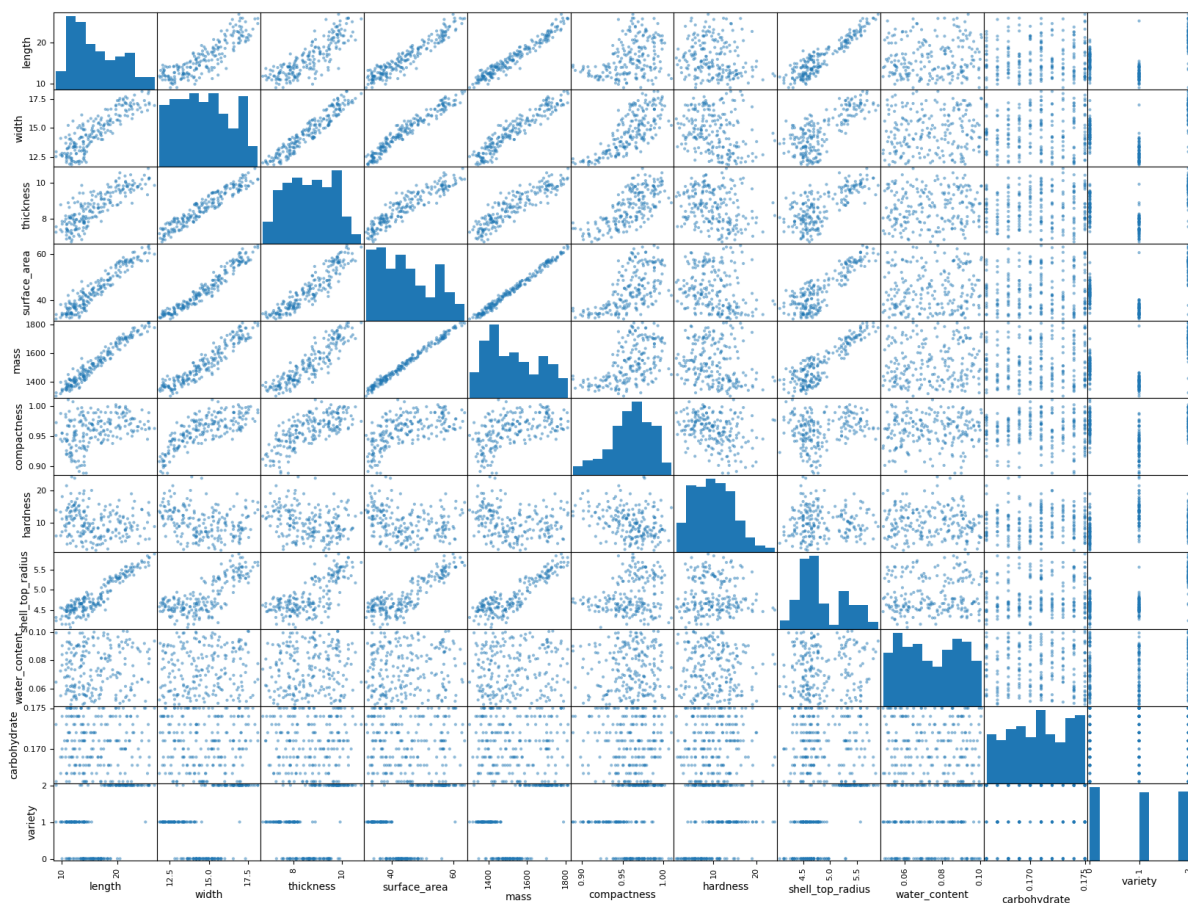 length
20
10
width
17.5
15.0
12.5
thickness
10
8
surface_area
60
40
mass
1800
1600
1400
compactness
1.00
0.95
0.90
hardness
20
10
shell_top_radius
5.5
5.0
4.5
water_content
0.10
0.08
0.06
carbohydrate
0.175
0.170
variety
2
1
0
10 20
length
12.5 15.0 17.5
width
8 10
thickness
40 60
surface_area
1400 1600 1800
mass
0.90 0.95 1.00
compactness
10 20
hardness
4.5 5.0 5.5
shell_top_radius
0.06 0.08 0.10
water_content
0.170 0.175
carbohydrate
0 1 2
variety